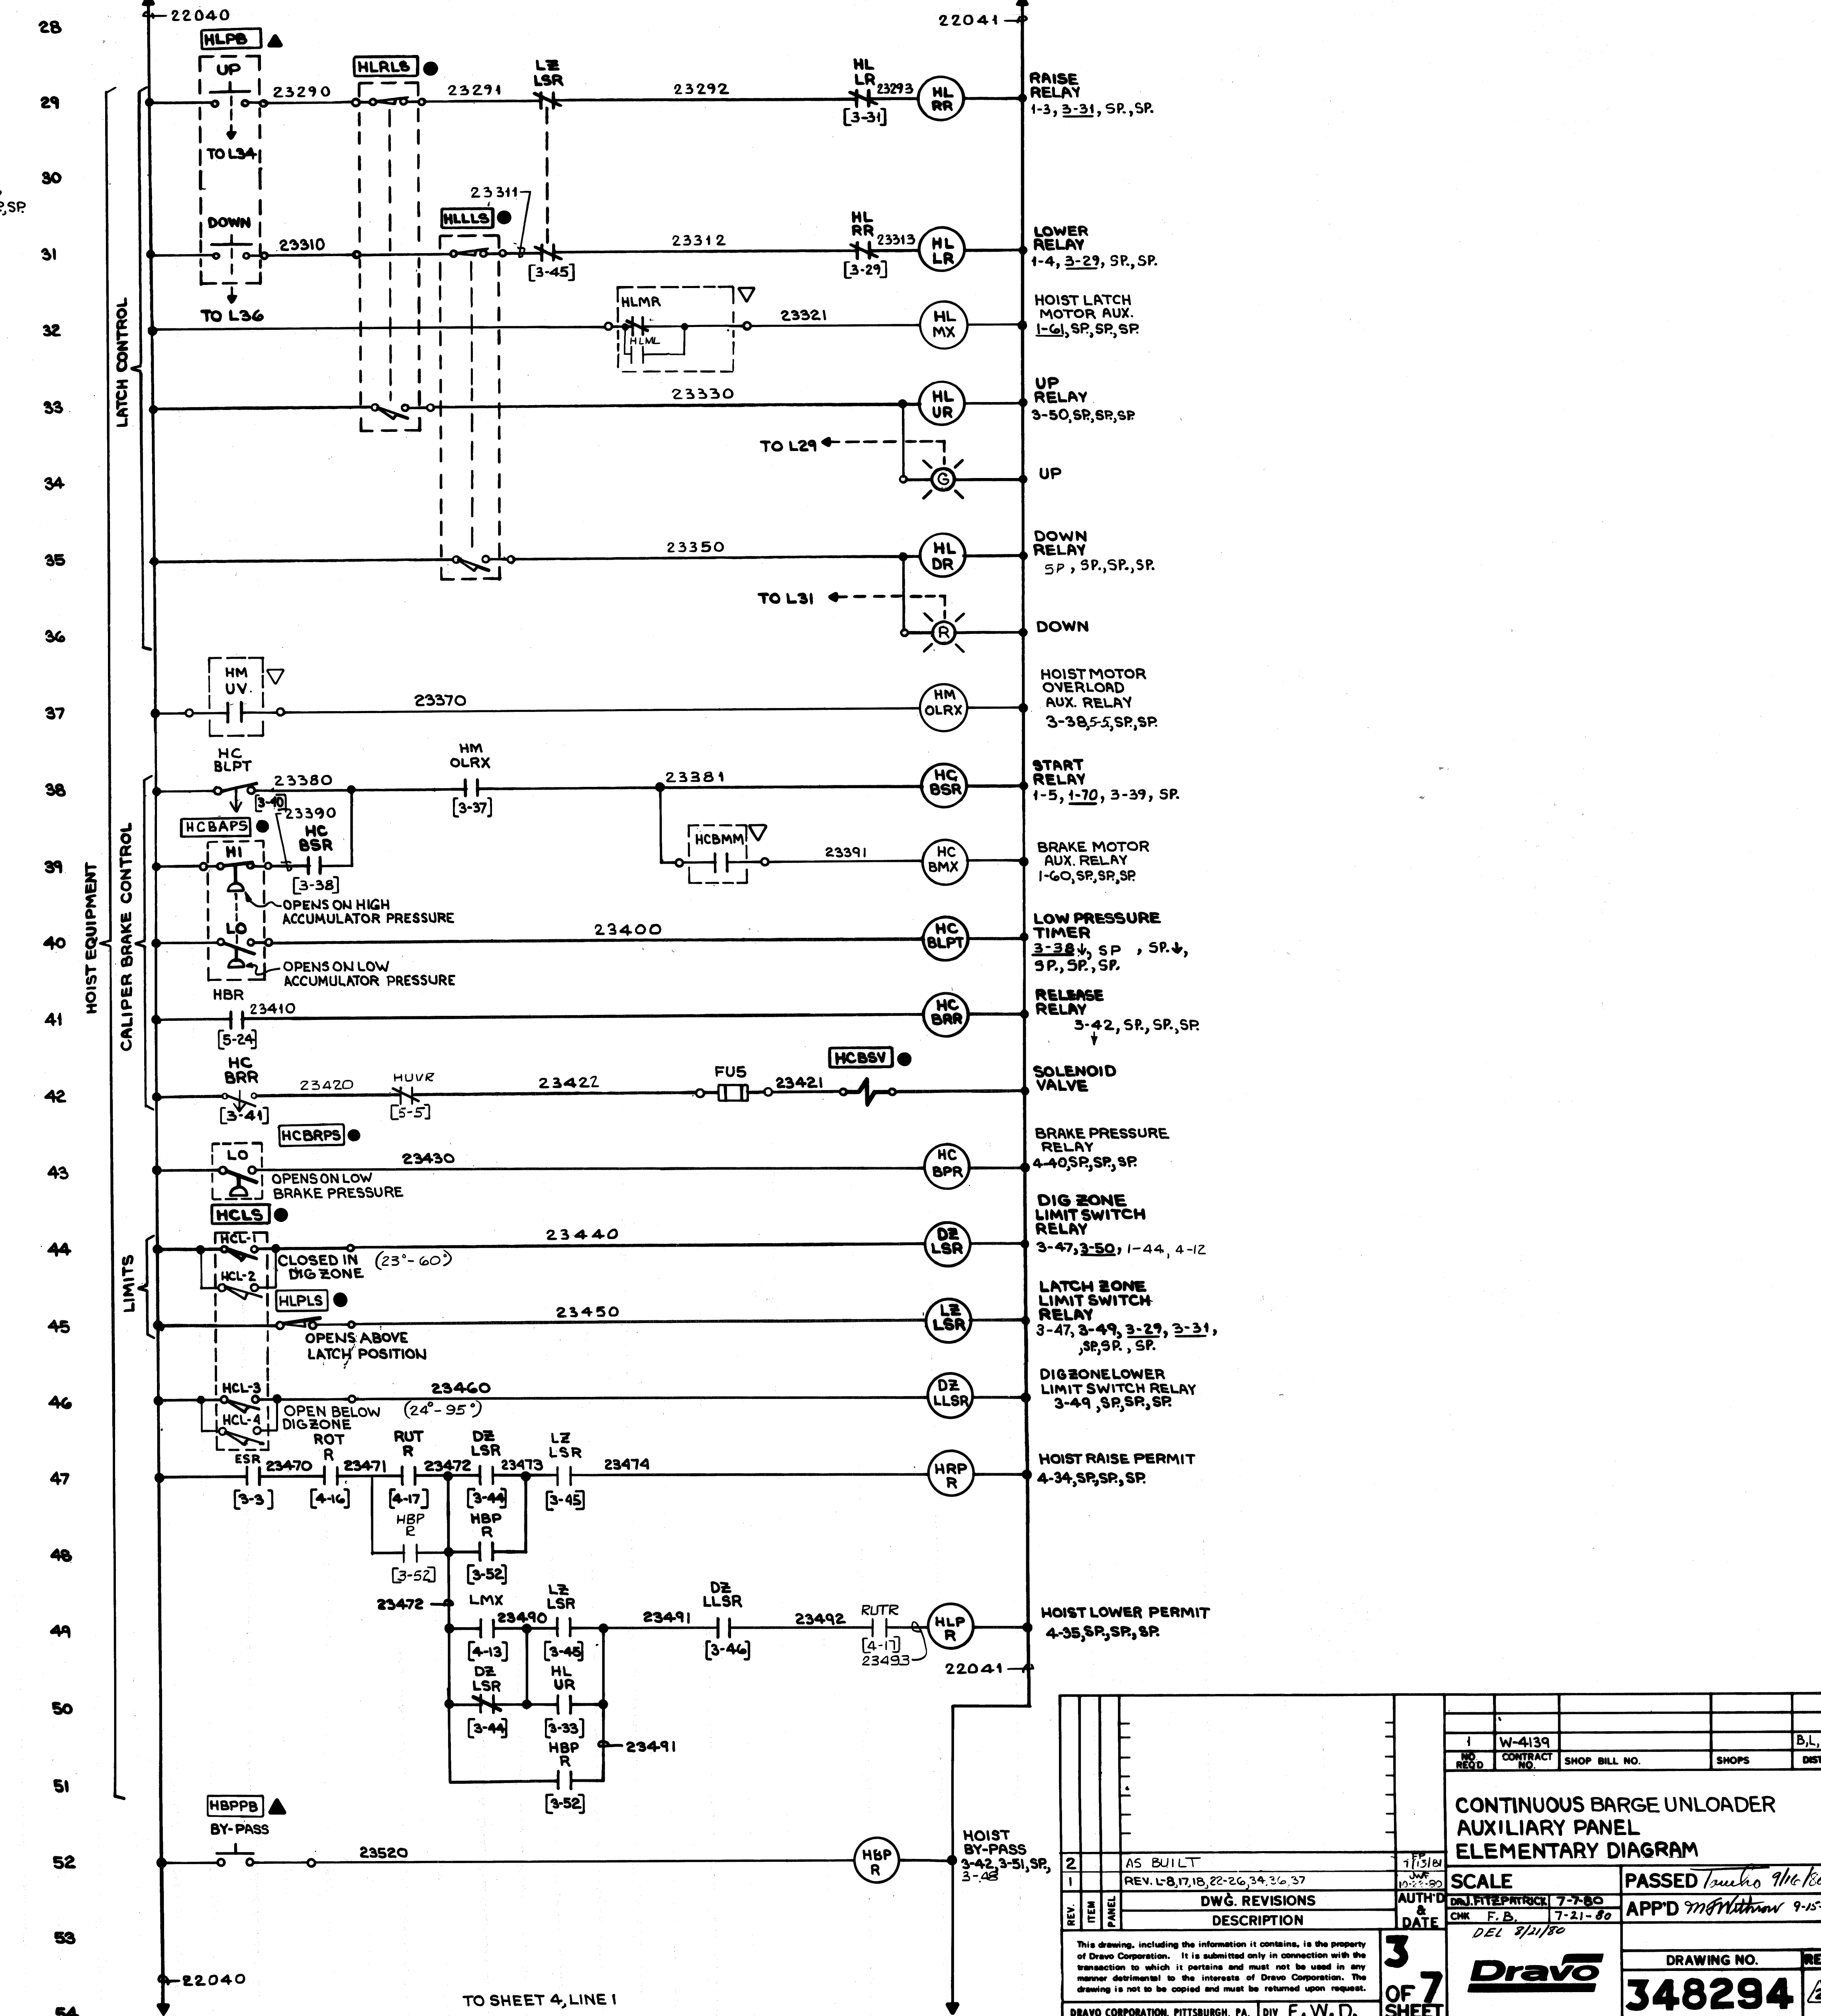 28
22040
22041
HLPB
UP
HLRLS
LZ
LSR
HL
LR
29
23290
23291
23292
23293
HL
RR
RAISE
RELAY
1-3, 3-31, SP., SP.
[3-31]
TO L34
30
23311
HLLLS
DOWN
HL
RR
31
23310
23312
23313
HL
LR
LOWER
RELAY
1-4, 3-29, SP., SP.
[3-45]
[3-29]
TO L36
HLMR
HLML
32
23321
HL
MX
HOIST LATCH
MOTOR AUX.
1-61, SP., SP., SP.
LATCH CONTROL
33
23330
HL
UR
UP
RELAY
3-50, SP., SP., SP.
TO L29
34
G
UP
35
23350
HL
DR
DOWN
RELAY
SP, SP., SP., SP.
TO L31
36
R
DOWN
HM
UV.
37
23370
HM
OLRX
HOIST MOTOR
OVERLOAD
AUX. RELAY
3-38, 5-5, SP., SP.
HC
BLPT
HM
OLRX
38
23380
[3-40]
[3-37]
23381
HC
BSR
START
RELAY
1-5, 1-70, 3-39, SP.
23390
HCBAPS
HI
HC
BSR
HCBMM
39
[3-38]
23391
HC
BMX
BRAKE MOTOR
AUX. RELAY
1-60, SP., SP., SP.
OPENS ON HIGH
ACCUMULATOR PRESSURE
HOIST EQUIPMENT
CALIPER BRAKE CONTROL
LO
40
23400
HC
BLPT
LOW PRESSURE
TIMER
3-38↓, SP , SP.↓,
SP., SP., SP.
OPENS ON LOW
ACCUMULATOR PRESSURE
HBR
41
23410
[5-24]
HC
BRR
RELEASE
RELAY
3-42, SP., SP., SP.
HC
BRR
HUVR
FU5
HCBSV
42
23420
23422
23421
SOLENOID
VALVE
[3-41]
[5-5]
HCBRPS
LO
43
23430
HC
BPR
BRAKE PRESSURE
RELAY
4-40, SP., SP., SP.
OPENS ON LOW
BRAKE PRESSURE
HCLS
LIMITS
HCL-1
44
23440
DZ
LSR
DIG ZONE
LIMIT SWITCH
RELAY
3-47, 3-50, 1-44, 4-12
CLOSED IN
DIG ZONE
(23°-60°)
HCL-2
HLPLS
45
23450
LZ
LSR
LATCH ZONE
LIMIT SWITCH
RELAY
3-47, 3-49, 3-29, 3-31,
,SP., SP., SP.
OPENS ABOVE
LATCH POSITION
HCL-3
46
23460
DZ
LLSR
DIG ZONE LOWER
LIMIT SWITCH RELAY
3-49, SP., SP., SP.
HCL-4
OPEN BELOW
DIG ZONE
(24°-95°)
ESR
ROT
R
RUT
R
DZ
LSR
LZ
LSR
47
23470
23471
23472
23473
23474
HRP
R
HOIST RAISE PERMIT
4-34, SP., SP., SP.
[3-3]
[4-16]
[4-17]
[3-44]
[3-45]
HBP
R
HBP
R
48
[3-52]
[3-52]
23472
LMX
LZ
LSR
DZ
LLSR
RUTR
49
23490
23491
23492
HLP
R
HOIST LOWER PERMIT
4-35, SP., SP., SP.
[4-13]
[3-45]
[3-46]
[4-17]
23493
22041
DZ
LSR
HL
UR
50
[3-44]
[3-33]
HBP
R
23491
51
[3-52]
HBPPB
BY-PASS
52
23520
HBP
R
HOIST
BY-PASS
3-42, 3-51, SP.,
3-48
53
22040
54
TO SHEET 4, LINE 1
1
W-4139
B,L,
NO.
REQD
CONTRACT
NO.
SHOP BILL NO.
SHOPS
DIST
CONTINUOUS BARGE UNLOADER
AUXILIARY PANEL
ELEMENTARY DIAGRAM
2
AS BUILT
1
REV. L-8,17,18,22-26,34,36,37
REV.
ITEM
PANEL
DWG. REVISIONS
DESCRIPTION
AUTH'D
&
DATE
SCALE
PASSED
DR. J. FITZPATRICK 7-7-80
CHK F.B. 7-21-80
APP'D
9-15-
DEL 8/21/80
This drawing, including the information it contains, is the property
of Dravo Corporation. It is submitted only in connection with the
transaction to which it pertains and must not be used in any
manner detrimental to the interests of Dravo Corporation. The
drawing is not to be copied and must be returned upon request.
3
OF 7
SHEET
Dravo
DRAWING NO.
348294
DRAVO CORPORATION, PITTSBURGH, PA.
DIV F.W.D.